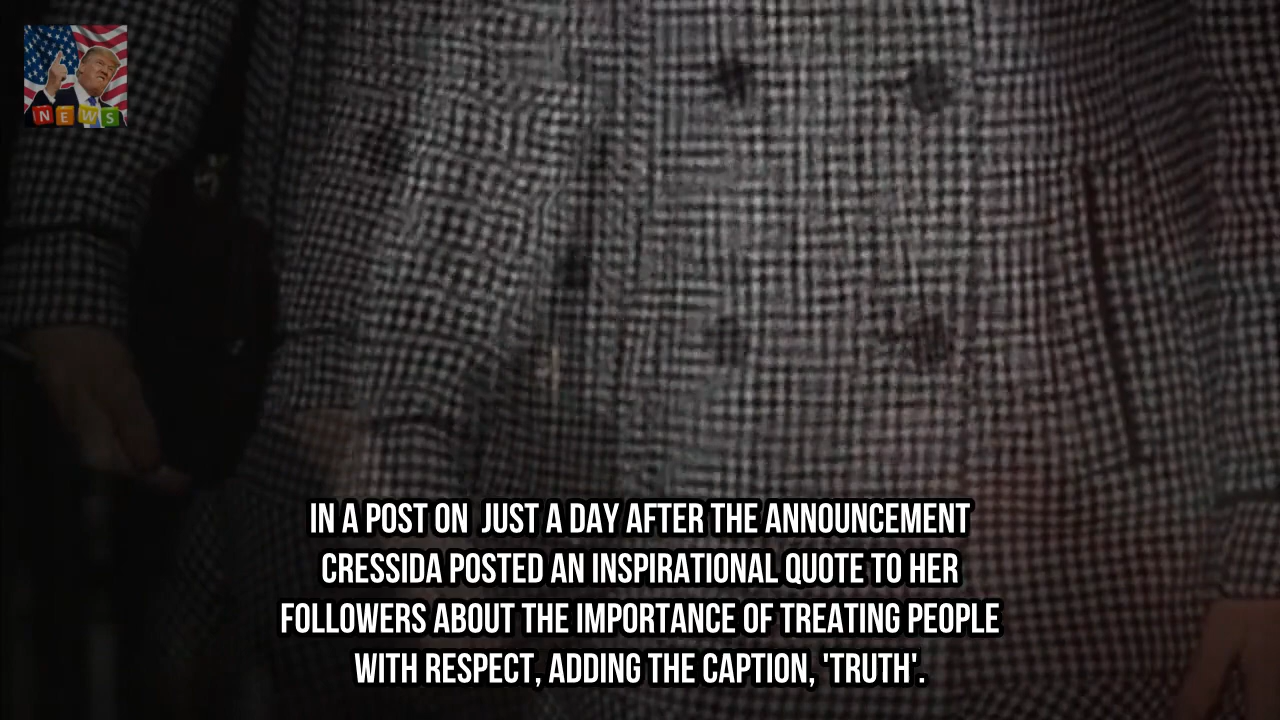 NEWS
IN A POST ON  JUST A DAY AFTER THE ANNOUNCEMENT
CRESSIDA POSTED AN INSPIRATIONAL QUOTE TO HER
FOLLOWERS ABOUT THE IMPORTANCE OF TREATING PEOPLE
WITH RESPECT, ADDING THE CAPTION, 'TRUTH'.